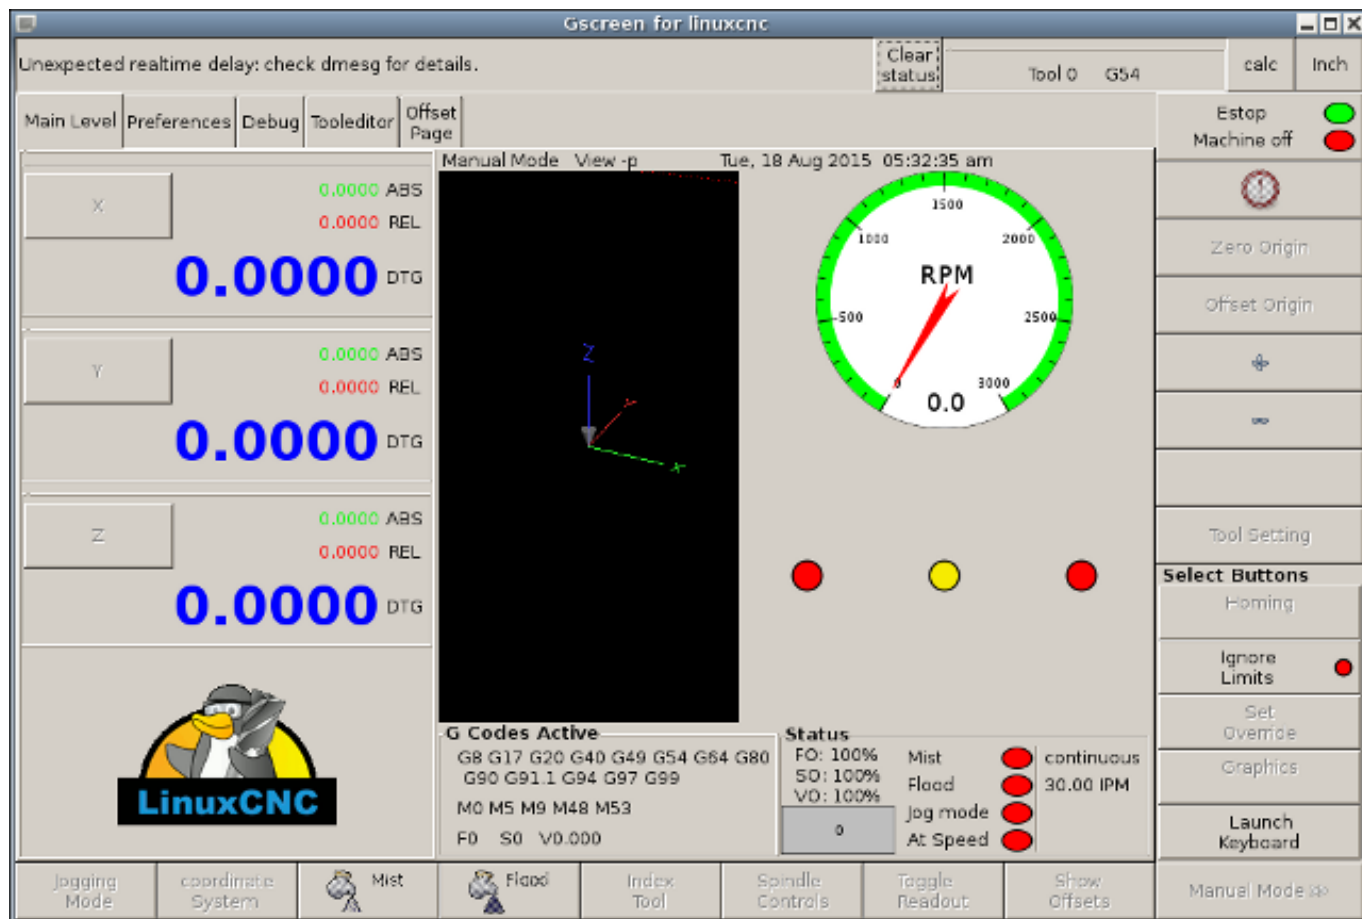 Gscreen for linuxcnc
Unexpected realtime delay: check dmesg for details.
Clear
status
Tool 0 G54
calc
Inch
Main Level
Preferences
Debug
Tooleditor
Offset
Page
Estop
Machine off
Manual Mode View -p Tue, 18 Aug 2015 05:32:35 am
X
0.0000 ABS
0.0000 REL
0.0000 DTG
Y
0.0000 ABS
0.0000 REL
0.0000 DTG
Z
0.0000 ABS
0.0000 REL
0.0000 DTG
LinuxCNC
Z
Y
X
RPM
0
500
1000
1500
2000
2500
3000
0.0
Zero Origin
Offset Origin
Tool Setting
Select Buttons
Homing
Ignore
Limits
Set
Override
Graphics
Launch
Keyboard
G Codes Active
G8 G17 G20 G40 G49 G54 G64 G80
G90 G91.1 G94 G97 G99
M0 M5 M9 M48 M53
F0 S0 V0.000
Status
FO: 100%
SO: 100%
VO: 100%
0
Mist
Flood
Jog mode
At Speed
continuous
30.00 IPM
Jogging
Mode
coordinate
System
Mist
Flood
Index
Tool
Spindle
Controls
Toggle
Readout
Show
Offsets
Manual Mode >>